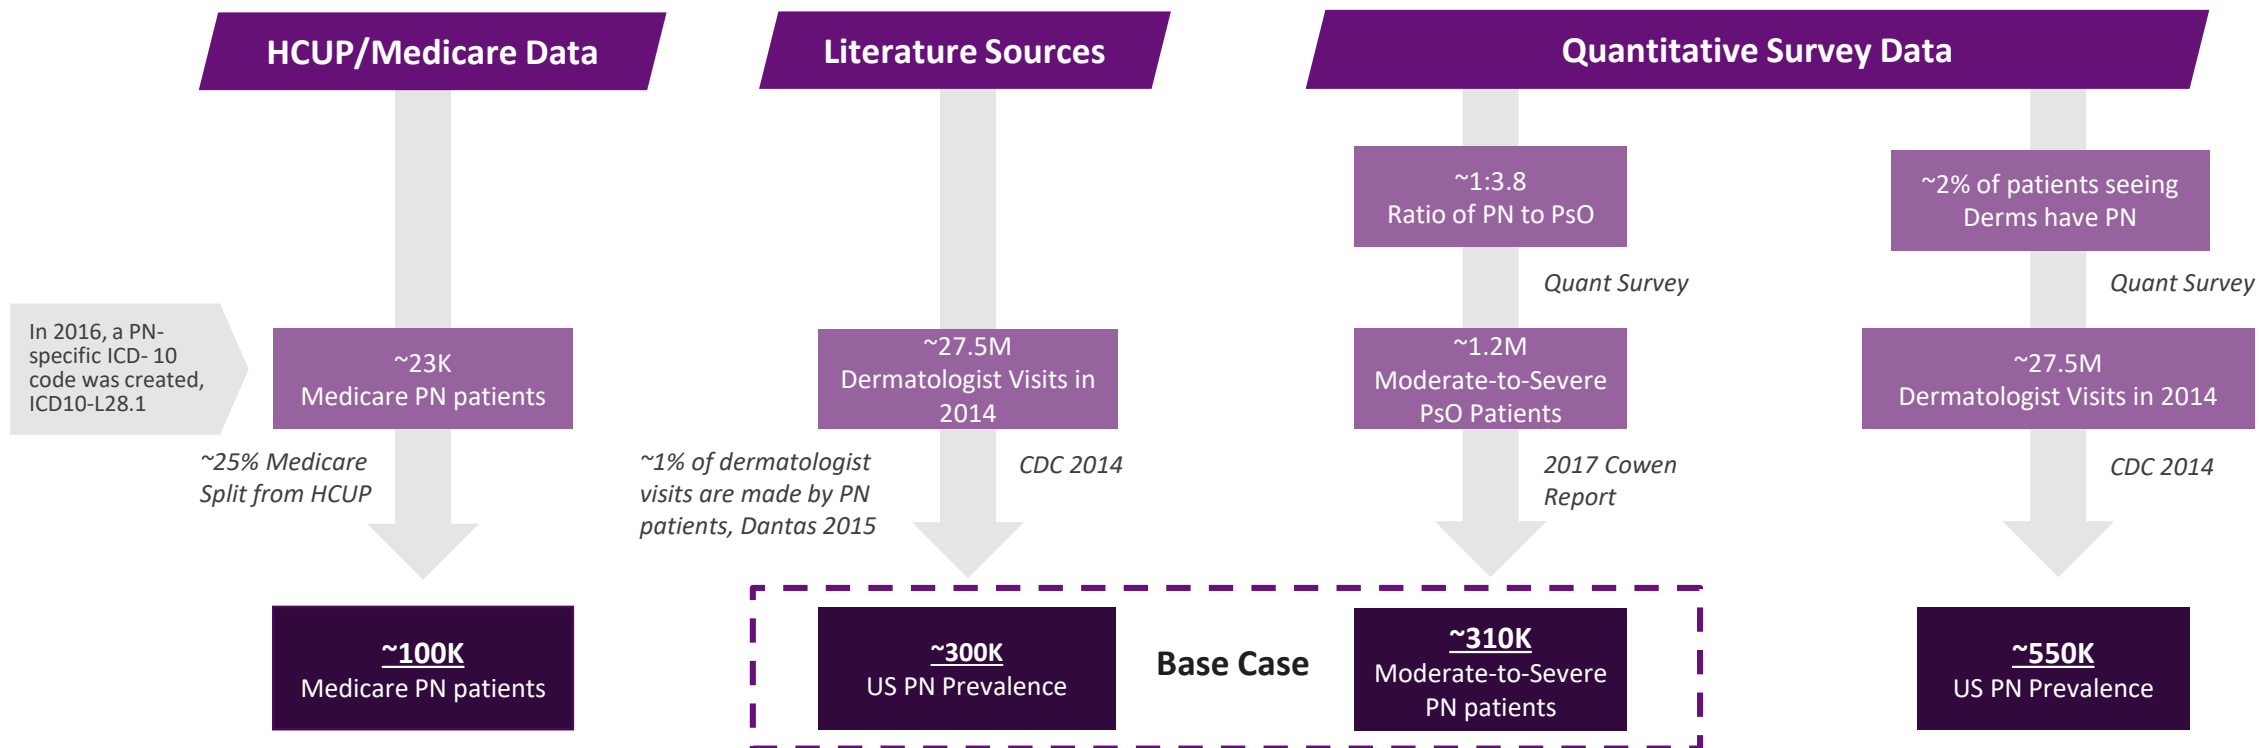 HCUP/Medicare Data
Literature Sources
Quantitative Survey Data
In 2016, a PN-
specific ICD- 10
code was created,
ICD10-L28.1
~23K
Medicare PN patients
~25% Medicare
Split from HCUP
~100K
Medicare PN patients
~27.5M
Dermatologist Visits in
2014
~1% of dermatologist
visits are made by PN
patients, Dantas 2015
CDC 2014
~300K
US PN Prevalence
Base Case
~1:3.8
Ratio of PN to PsO
Quant Survey
~1.2M
Moderate-to-Severe
PsO Patients
2017 Cowen
Report
~310K
Moderate-to-Severe
PN patients
~2% of patients seeing
Derms have PN
Quant Survey
~27.5M
Dermatologist Visits in 2014
CDC 2014
~550K
US PN Prevalence